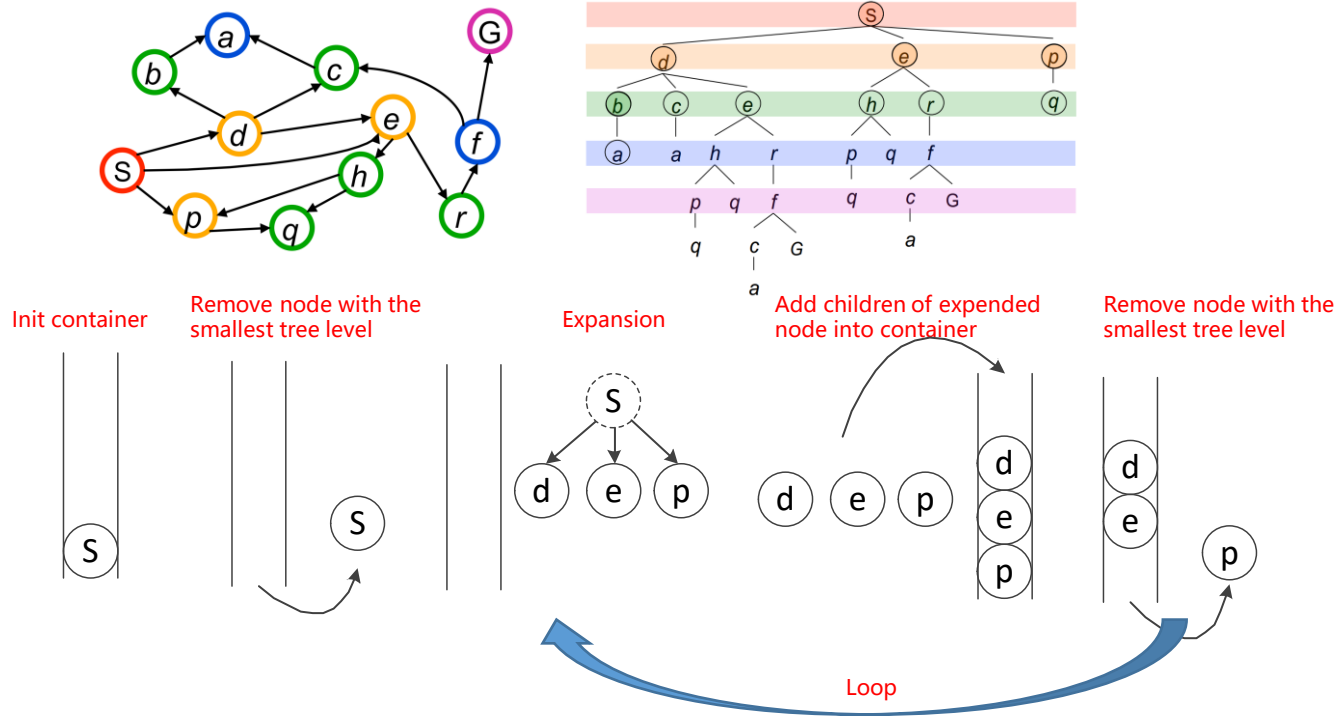 a
G
b
c
d
e
f
S
h
p
q
r
S
d e p
b c e h r q
a a h r p q f
p q f q c G
q c G a
a
Init container
Remove node with the
smallest tree level
Expansion
Add children of expended
node into container
Remove node with the
smallest tree level
S
S
S
d e p
d e p
d
e
p
d
e
p
Loop